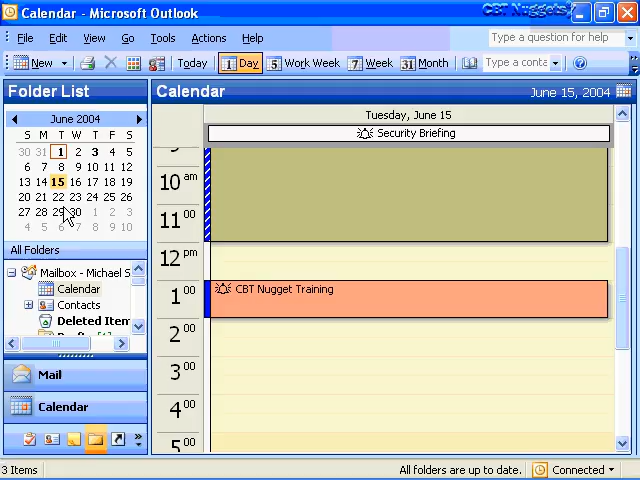 Calendar - Microsoft Outlook
CBT Nuggets
File Edit View Go Tools Actions Help
Type a question for help
New Today 1 Day 5 Work Week 7 Week 31 Month Type a conta
Folder List
Calendar June 15, 2004
June 2004
S M T W T F S
30 31 1 2 3 4 5
6 7 8 9 10 11 12
13 14 15 16 17 18 19
20 21 22 23 24 25 26
27 28 29 30 1 2 3
4 5 6 7 8 9 10
Tuesday, June 15
Security Briefing
10 am
11 00
12 pm
1 00 CBT Nugget Training
2 00
3 00
4 00
5 00
All Folders
Mailbox - Michael S
Calendar
Contacts
Deleted Item
Mail
Calendar
3 Items
All folders are up to date. Connected